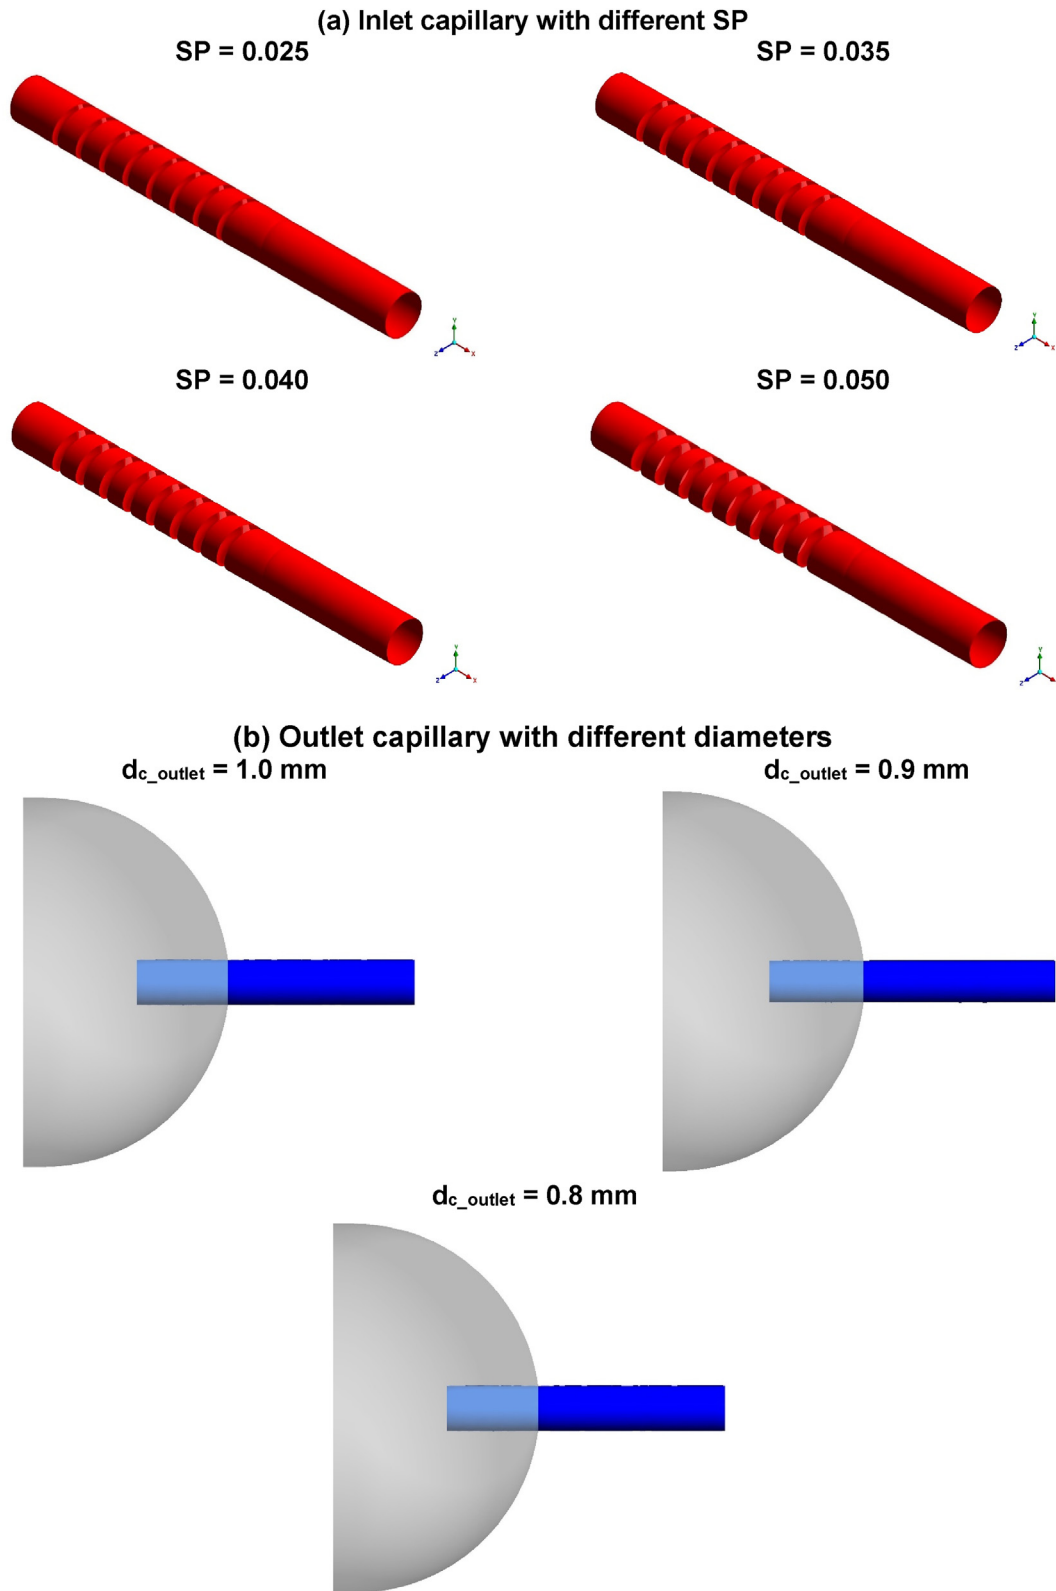 (a) Inlet capillary with different SP
SP = 0.025
SP = 0.035
Y
Z
X
Y
Z
X
SP = 0.040
SP = 0.050
Y
Z
X
Y
Z
(b) Outlet capillary with different diameters
dc_outlet = 1.0 mm
dc_outlet = 0.9 mm
dc_outlet = 0.8 mm